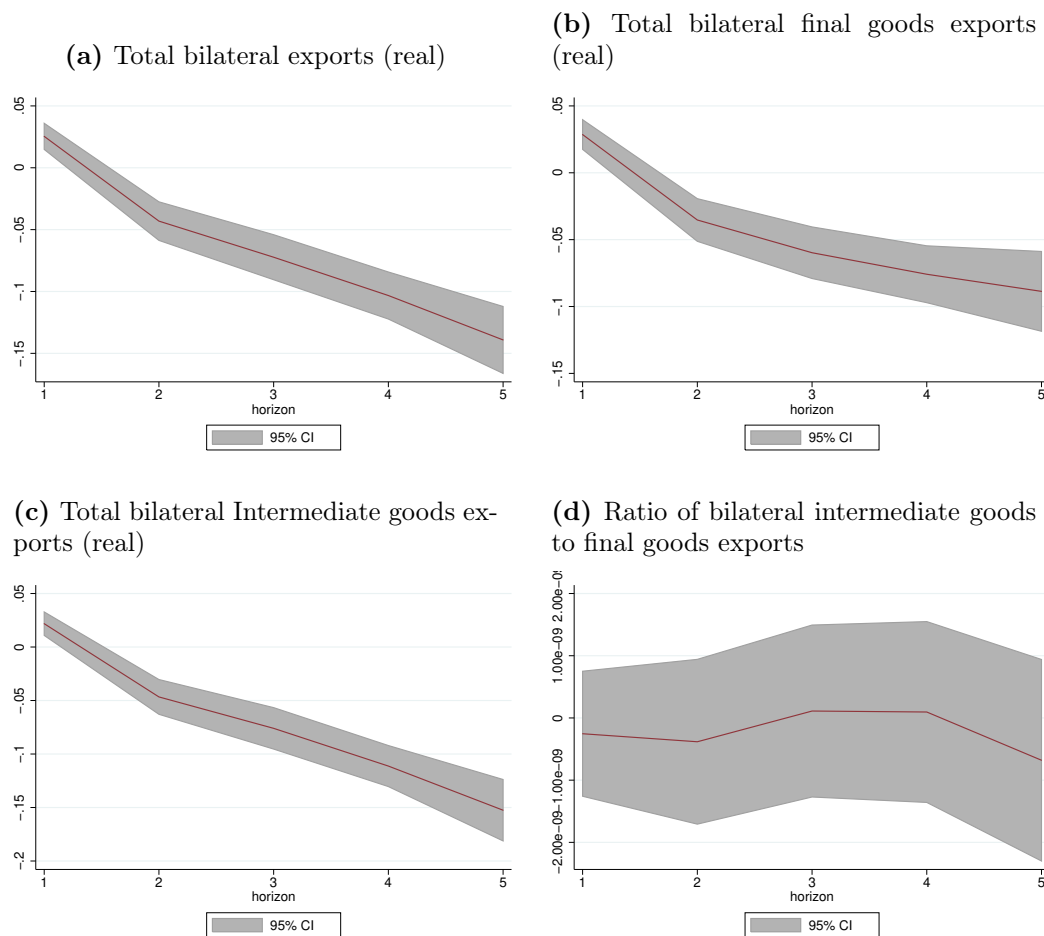 (a) Total bilateral exports (real)
.05
0
-.05
-.1
-.15
1 2 3 4 5
horizon
95% CI
(b) Total bilateral final goods exports
(real)
.05
0
-.05
-.1
-.15
1 2 3 4 5
horizon
95% CI
(c) Total bilateral Intermediate goods ex-
ports (real)
.05
0
-.05
-.1
-.15
-.2
1 2 3 4 5
horizon
95% CI
(d) Ratio of bilateral intermediate goods
to final goods exports
1.00e-09
0
-1.00e-09
-2.00e-09
1 2 3 4 5
horizon
95% CI